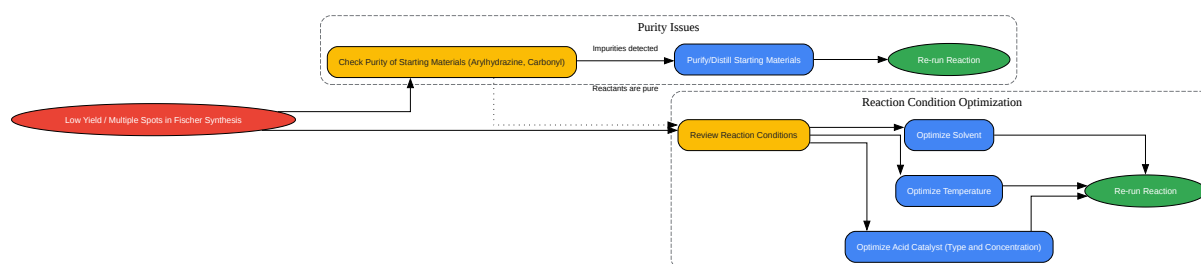 Purity Issues
Check Purity of Starting Materials (Arylhydrazine, Carbonyl)
Impurities detected
Purify/Distill Starting Materials
Re-run Reaction
Reactants are pure
Low Yield / Multiple Spots in Fischer Synthesis
Reaction Condition Optimization
Review Reaction Conditions
Optimize Solvent
Optimize Temperature
Re-run Reaction
Optimize Acid Catalyst (Type and Concentration)